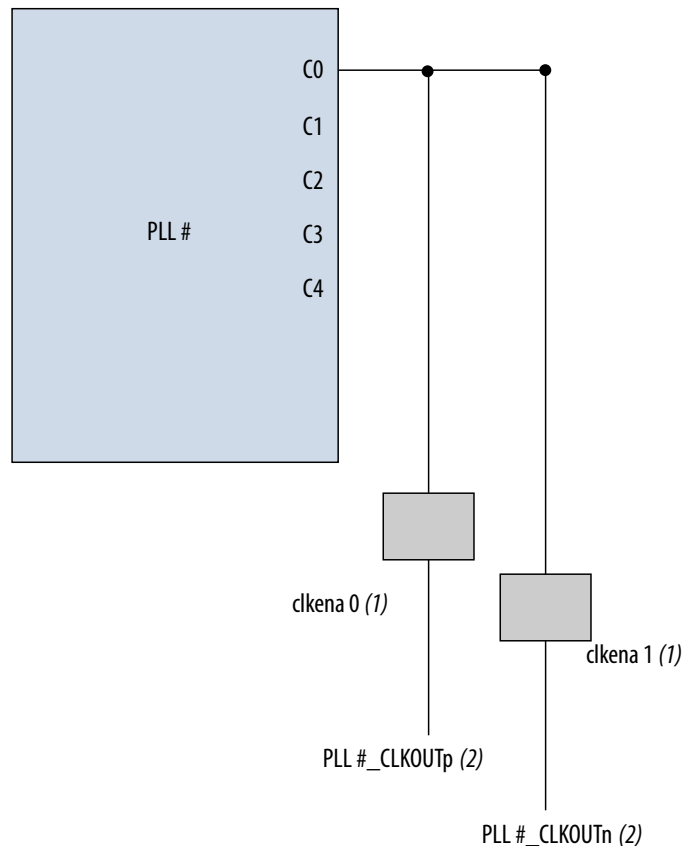 C0
C1
C2
PLL #
C3
C4
clkena 0 (1)
clkena 1 (1)
PLL #_CLKOUTp (2)
PLL #_CLKOUTn (2)